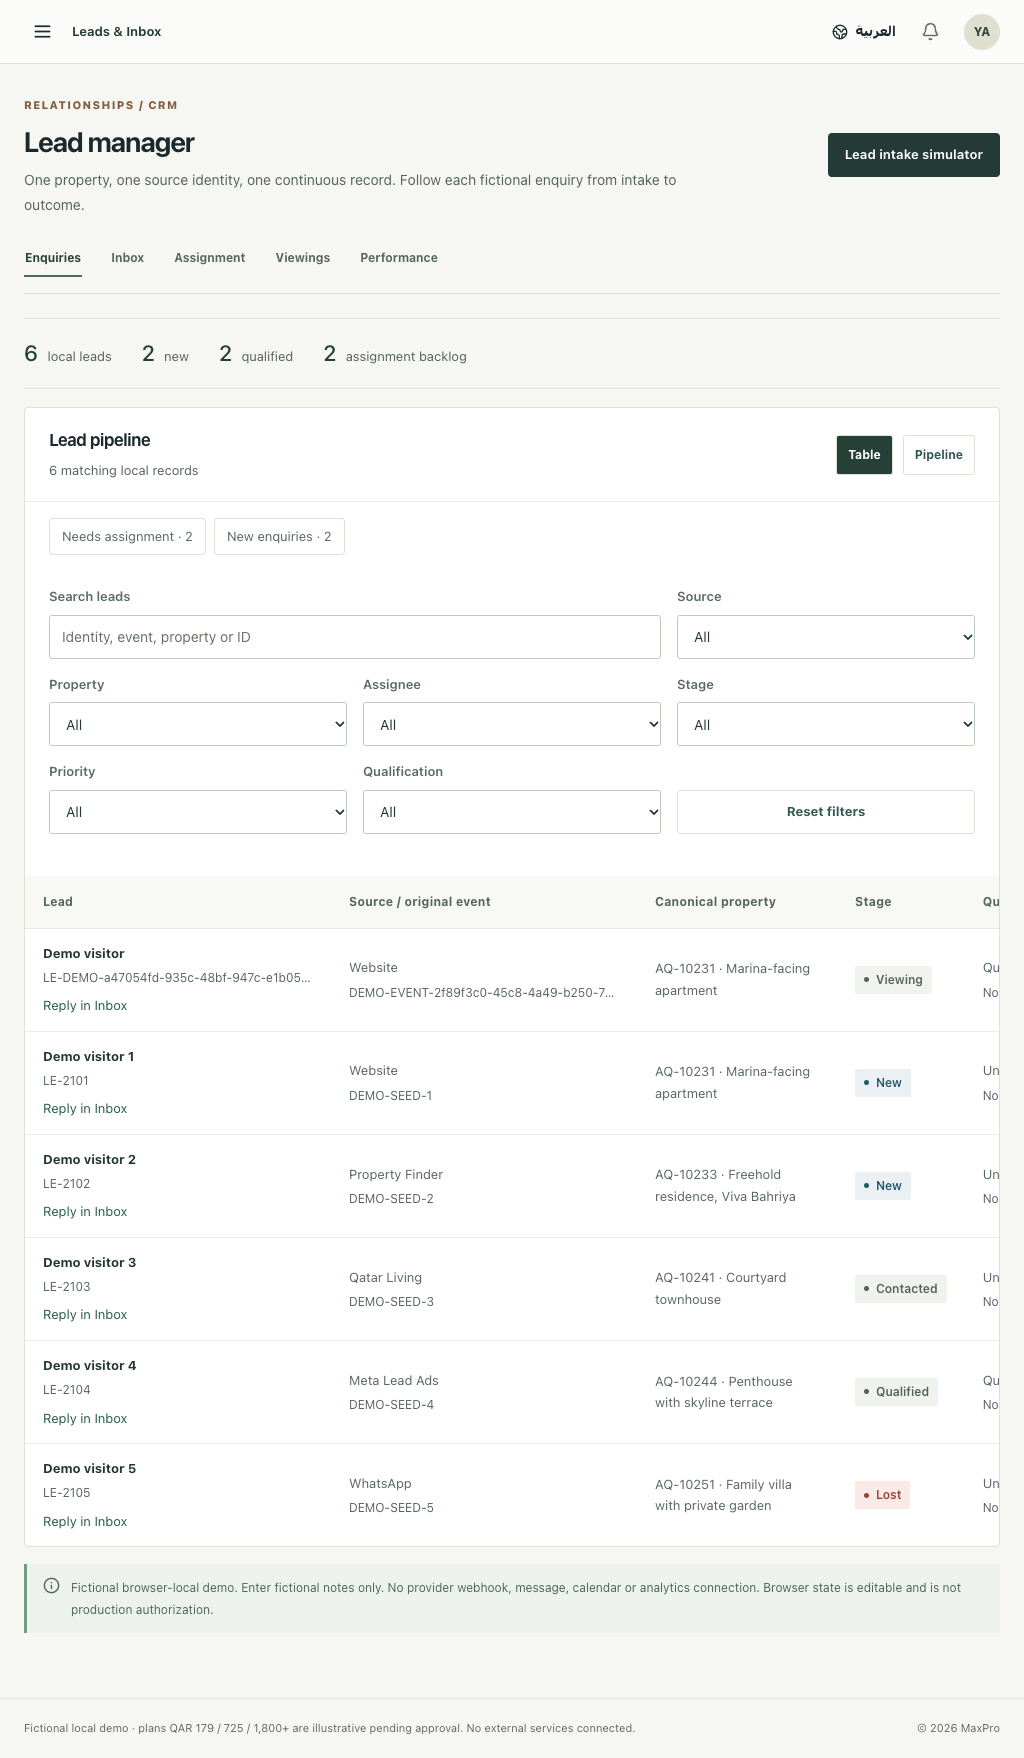 Leads & Inbox
العربية
YA
RELATIONSHIPS / CRM
Lead manager
Lead intake simulator
One property, one source identity, one continuous record. Follow each fictional enquiry from intake to
outcome.
Enquiries Inbox Assignment Viewings Performance
6 local leads 2 new 2 qualified 2 assignment backlog
Lead pipeline
6 matching local records
Table Pipeline
Needs assignment · 2 New enquiries · 2
Search leads Source
Identity, event, property or ID All
Property Assignee Stage
All All All
Priority Qualification
All All Reset filters
Lead Source / original event Canonical property Stage Qu
Demo visitor
LE-DEMO-a47054fd-935c-48bf-947c-e1b05...
Reply in Inbox
Website
DEMO-EVENT-2f89f3c0-45c8-4a49-b250-7...
AQ-10231 · Marina-facing
apartment
Viewing
Qu
No
Demo visitor 1
LE-2101
Reply in Inbox
Website
DEMO-SEED-1
AQ-10231 · Marina-facing
apartment
New
Un
No
Demo visitor 2
LE-2102
Reply in Inbox
Property Finder
DEMO-SEED-2
AQ-10233 · Freehold
residence, Viva Bahriya
New
Un
No
Demo visitor 3
LE-2103
Reply in Inbox
Qatar Living
DEMO-SEED-3
AQ-10241 · Courtyard
townhouse
Contacted
Un
No
Demo visitor 4
LE-2104
Reply in Inbox
Meta Lead Ads
DEMO-SEED-4
AQ-10244 · Penthouse
with skyline terrace
Qualified
Qu
No
Demo visitor 5
LE-2105
Reply in Inbox
WhatsApp
DEMO-SEED-5
AQ-10251 · Family villa
with private garden
Lost
Un
No
Fictional browser-local demo. Enter fictional notes only. No provider webhook, message, calendar or analytics connection. Browser state is editable and is not
production authorization.
Fictional local demo · plans QAR 179 / 725 / 1,800+ are illustrative pending approval. No external services connected.
© 2026 MaxPro